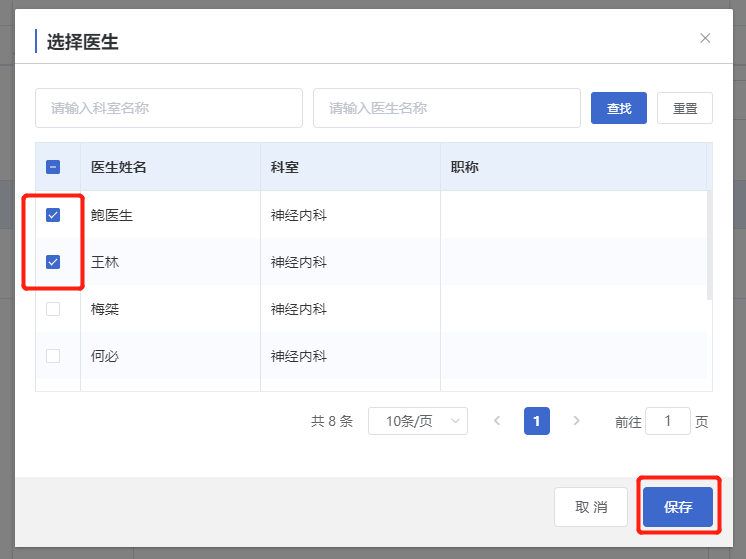 选择医生
请输入科室名称 请输入医生名称 查找 重置
医生姓名 科室 职称
鲍医生 神经内科
王林 神经内科
梅桀 神经内科
何必 神经内科
共 8 条 10条/页 1 前往 1 页
取 消 保存